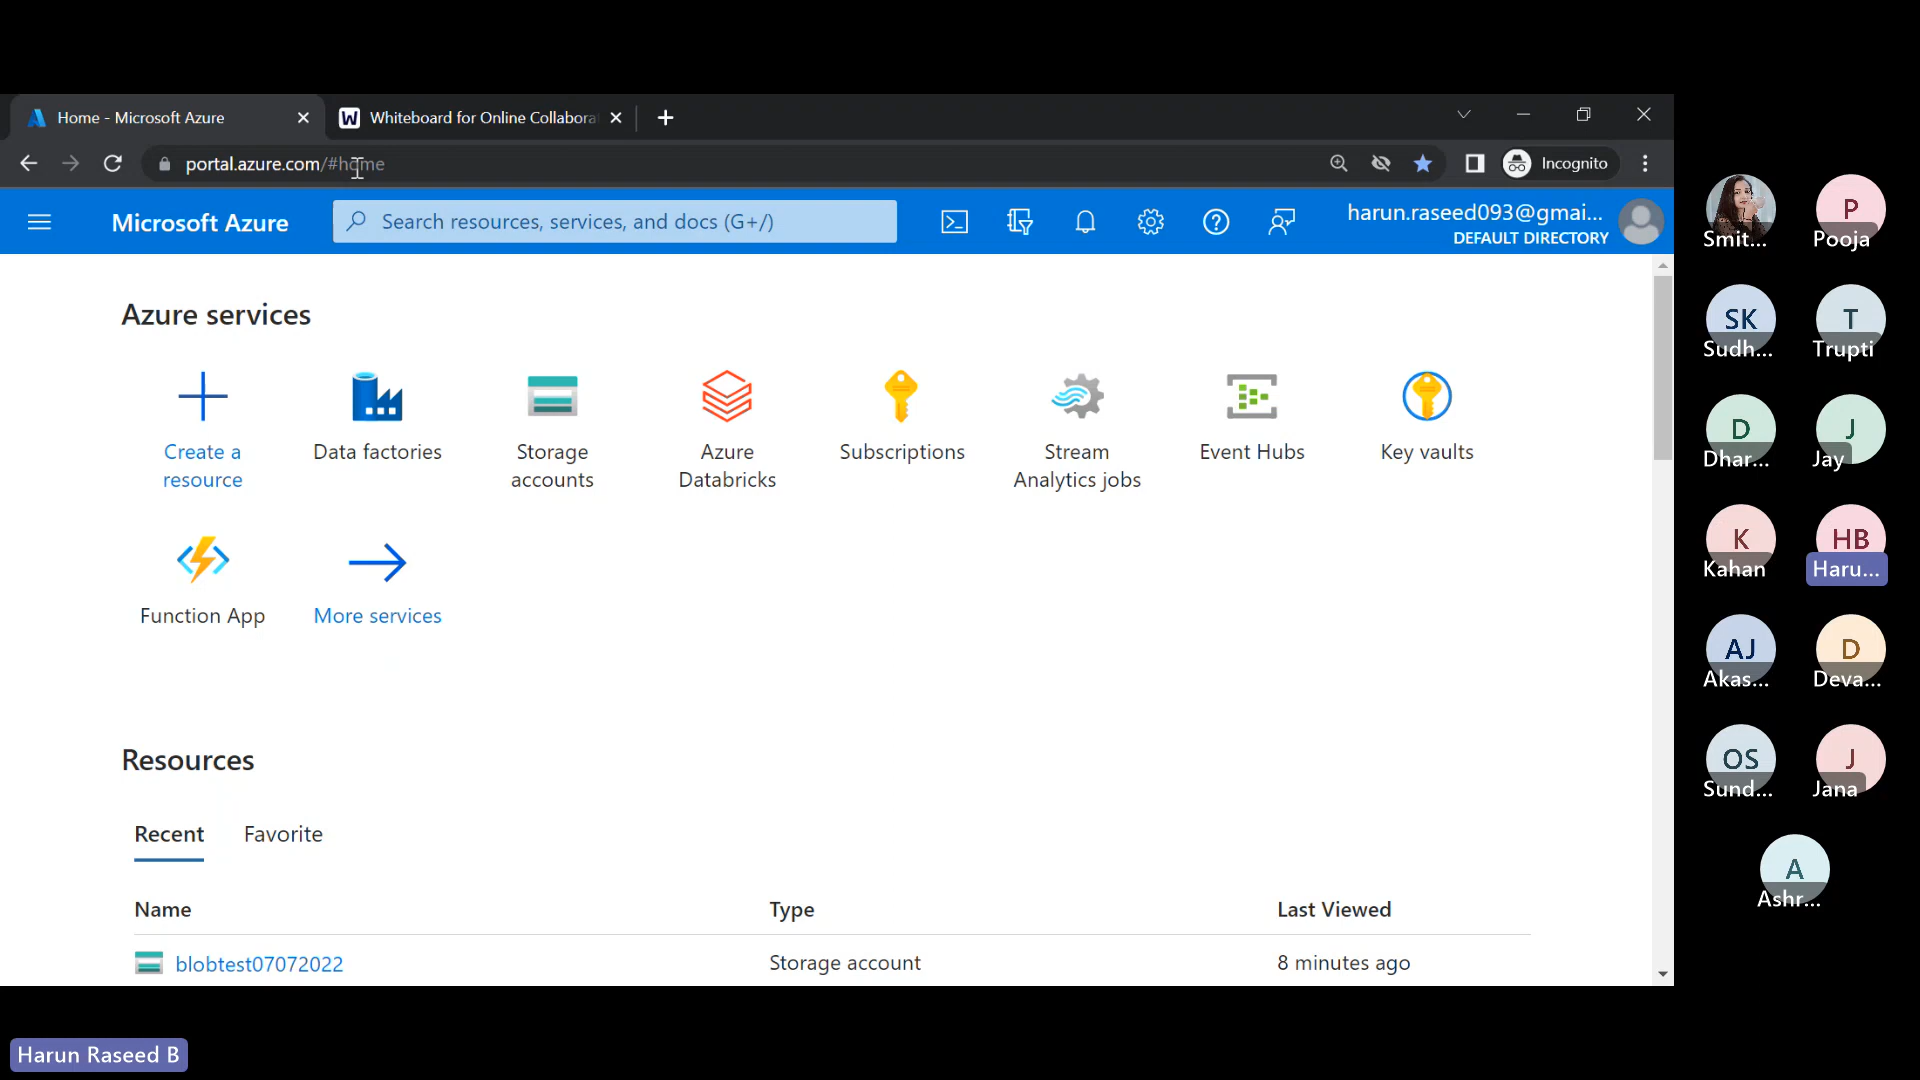 Home - Microsoft Azure
Whiteboard for Online Collabora
portal.azure.com/#home
Incognito
Microsoft Azure
Search resources, services, and docs (G+/)
harun.raseed093@gmai...
DEFAULT DIRECTORY
Azure services
Create a resource
Data factories
Storage accounts
Azure Databricks
Subscriptions
Stream Analytics jobs
Event Hubs
Key vaults
Function App
More services
Resources
Recent
Favorite
Name
Type
Last Viewed
blobtest07072022
Storage account
8 minutes ago
Smit...
P
Pooja
SK
Sudh...
T
Trupti
D
Dhar...
J
Jay
K
Kahan
HB
Haru...
AJ
Akas...
D
Deva...
OS
Sund...
J
Jana
A
Ashr...
Harun Raseed B